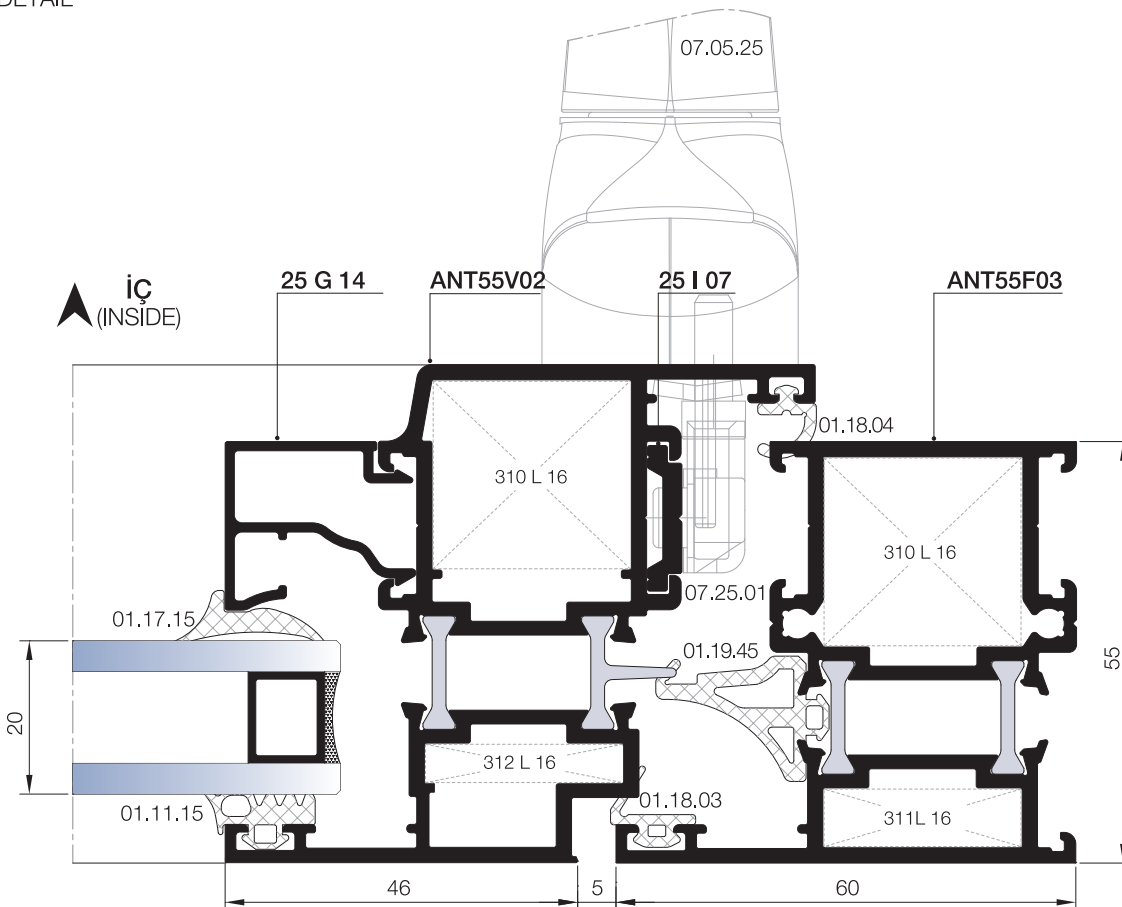 DETAIL
07.05.25
İÇ
(INSIDE)
25 G 14
ANT55V02
25 I 07
ANT55F03
01.18.04
310 L 16
310 L 16
07.25.01
01.17.15
01.19.45
55
20
312 L 16
01.11.15
01.18.03
311L 16
46
5
60